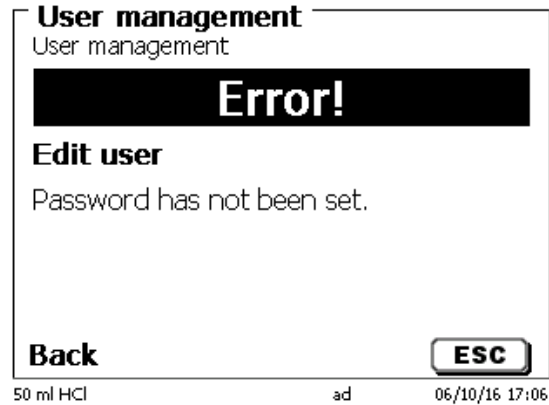 User management
User management
Error!
Edit user
Password has not been set.
Back ESC
50 ml HCl ad 06/10/16 17:06